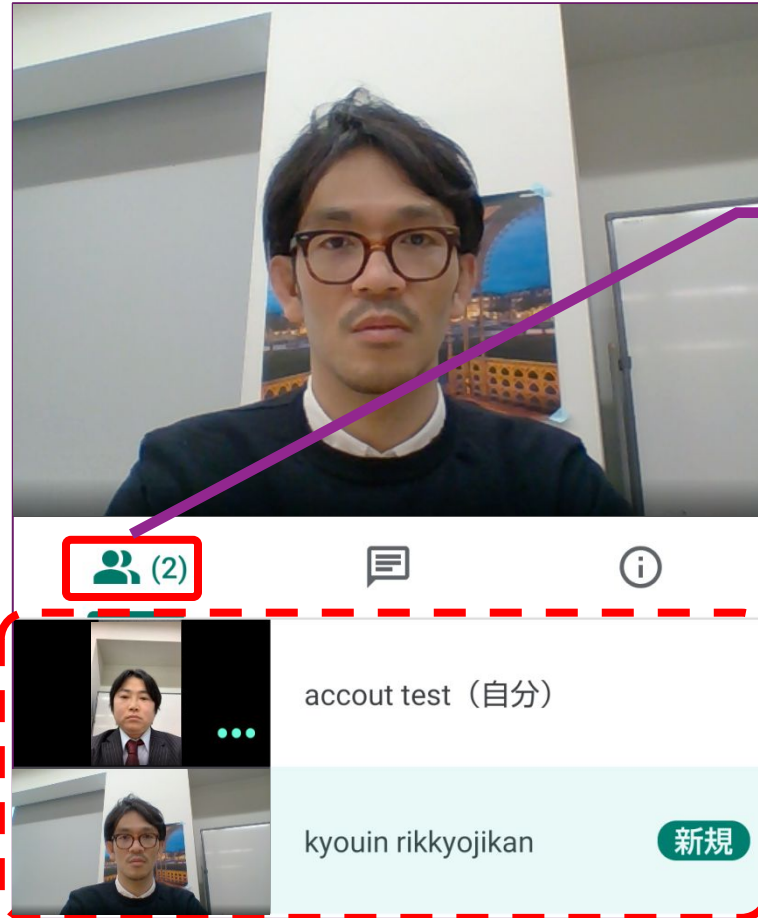 (2)
accout test（自分）
kyouin rikkyojikan
新規